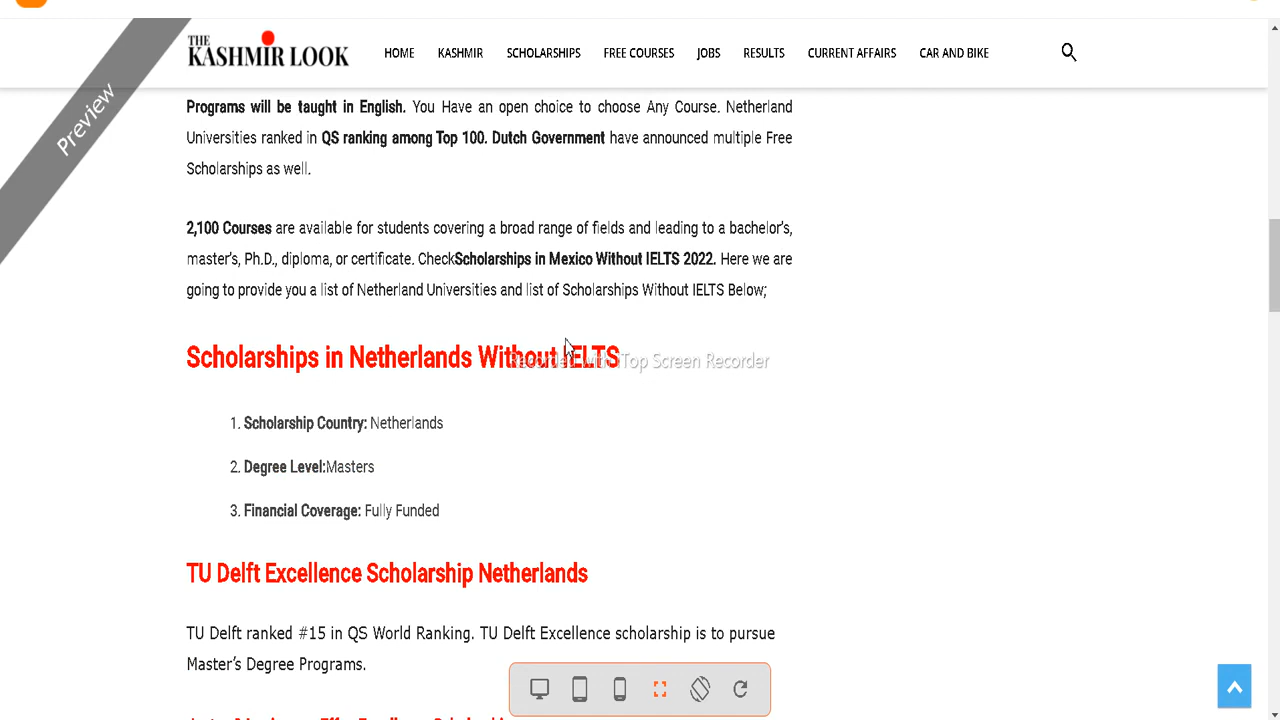 Preview
THE
KASHMIR LOOK
HOME KASHMIR SCHOLARSHIPS FREE COURSES JOBS RESULTS CURRENT AFFAIRS CAR AND BIKE
Programs will be taught in English. You Have an open choice to choose Any Course. Netherland
Universities ranked in QS ranking among Top 100. Dutch Government have announced multiple Free
Scholarships as well.
2,100 Courses are available for students covering a broad range of fields and leading to a bachelor's,
master's, Ph.D., diploma, or certificate. CheckScholarships in Mexico Without IELTS 2022. Here we are
going to provide you a list of Netherland Universities and list of Scholarships Without IELTS Below;
Scholarships in Netherlands Without IELTS
Recorded with iTop Screen Recorder
1. Scholarship Country: Netherlands
2. Degree Level:Masters
3. Financial Coverage: Fully Funded
TU Delft Excellence Scholarship Netherlands
TU Delft ranked #15 in QS World Ranking. TU Delft Excellence scholarship is to pursue
Master's Degree Programs.